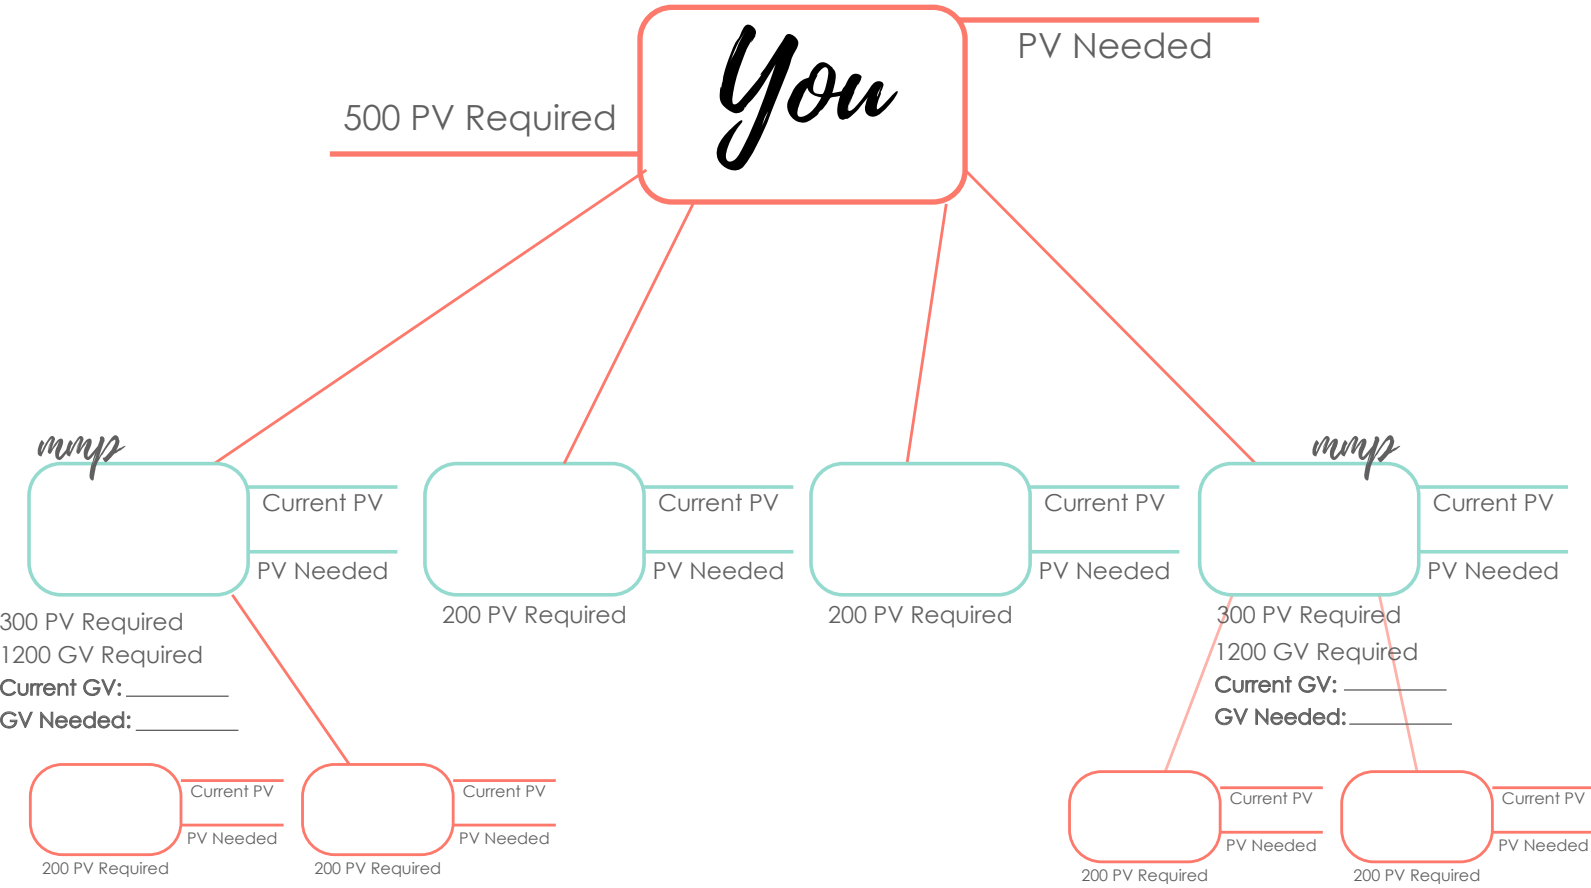 You
PV Needed
500 PV Required
mmp
mmp
Current PV
PV Needed
Current PV
PV Needed
Current PV
PV Needed
Current PV
PV Needed
300 PV Required
1200 GV Required
Current GV: _________
GV Needed: _________
200 PV Required
200 PV Required
300 PV Required
1200 GV Required
Current GV: _________
GV Needed: _________
Current PV
PV Needed
200 PV Required
Current PV
PV Needed
200 PV Required
Current PV
PV Needed
200 PV Required
Current PV
PV Needed
200 PV Required